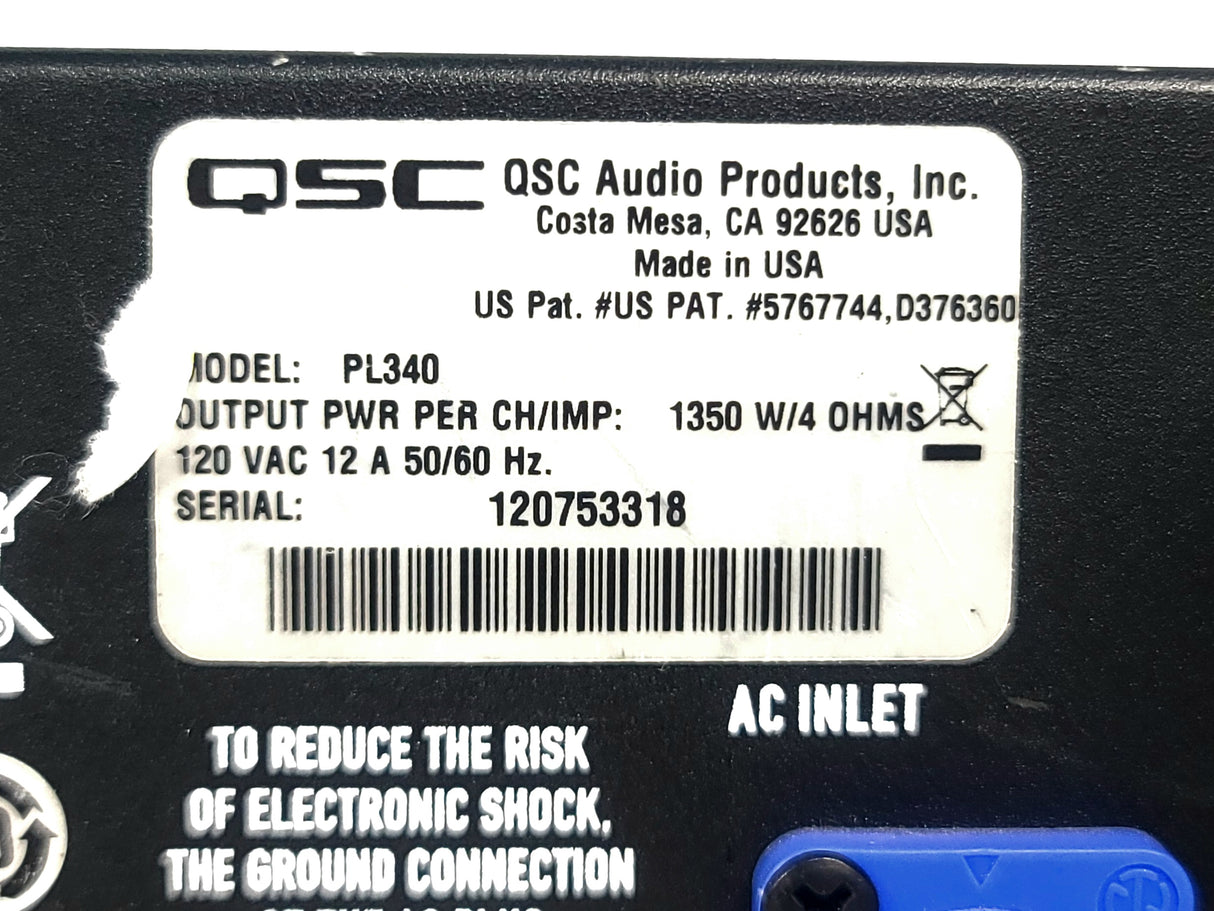 QSC QSC Audio Products, Inc.
Costa Mesa, CA 92626 USA
Made in USA
US Pat. #US PAT. #5767744,D376360
MODEL: PL340
OUTPUT PWR PER CH/IMP: 1350 W/4 OHMS
120 VAC 12 A 50/60 Hz.
SERIAL: 120753318
AC INLET
TO REDUCE THE RISK
OF ELECTRONIC SHOCK,
THE GROUND CONNECTION